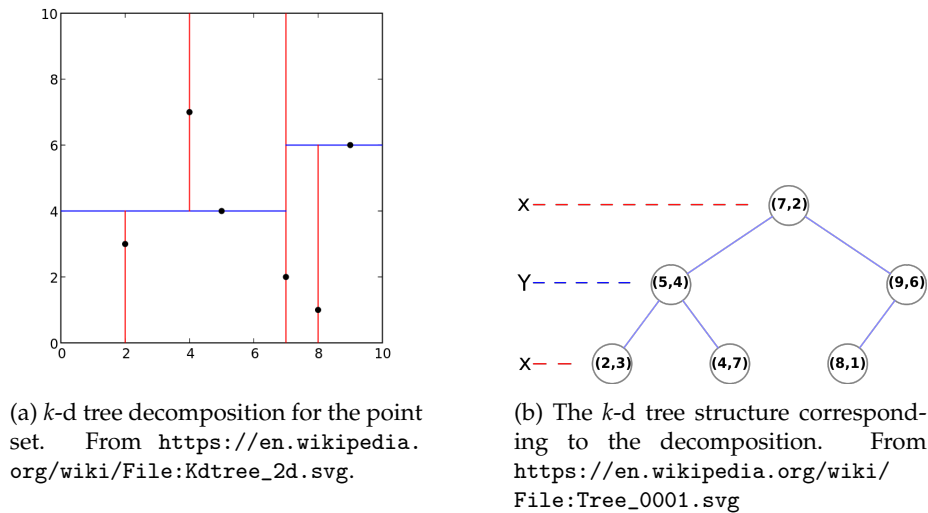 10
8
6
4
2
0
0 2 4 6 8 10
x
(7,2)
Y
(5,4)
(9,6)
x
(2,3)
(4,7)
(8,1)
(a) k-d tree decomposition for the point
set. From https://en.wikipedia.
org/wiki/File:Kdtree_2d.svg.
(b) The k-d tree structure correspond-
ing to the decomposition. From
https://en.wikipedia.org/wiki/
File:Tree_0001.svg